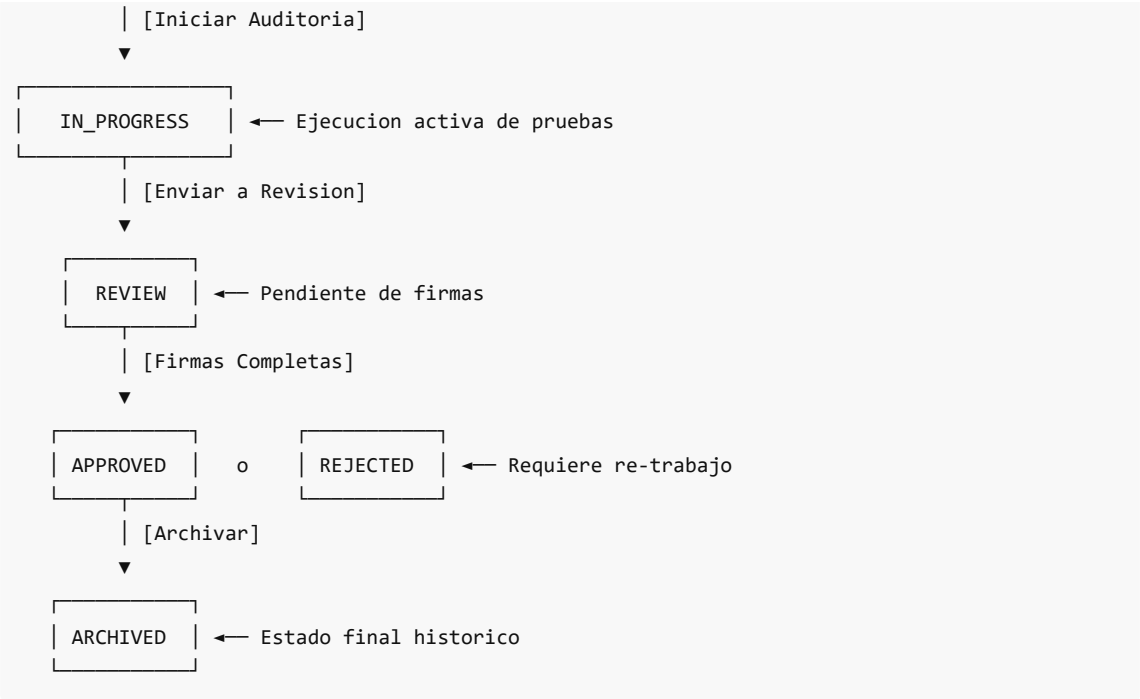 [Iniciar Auditoria]
IN_PROGRESS ◄── Ejecucion activa de pruebas
[Enviar a Revision]
REVIEW ◄── Pendiente de firmas
[Firmas Completas]
APPROVED o REJECTED ◄── Requiere re-trabajo
[Archivar]
ARCHIVED ◄── Estado final historico